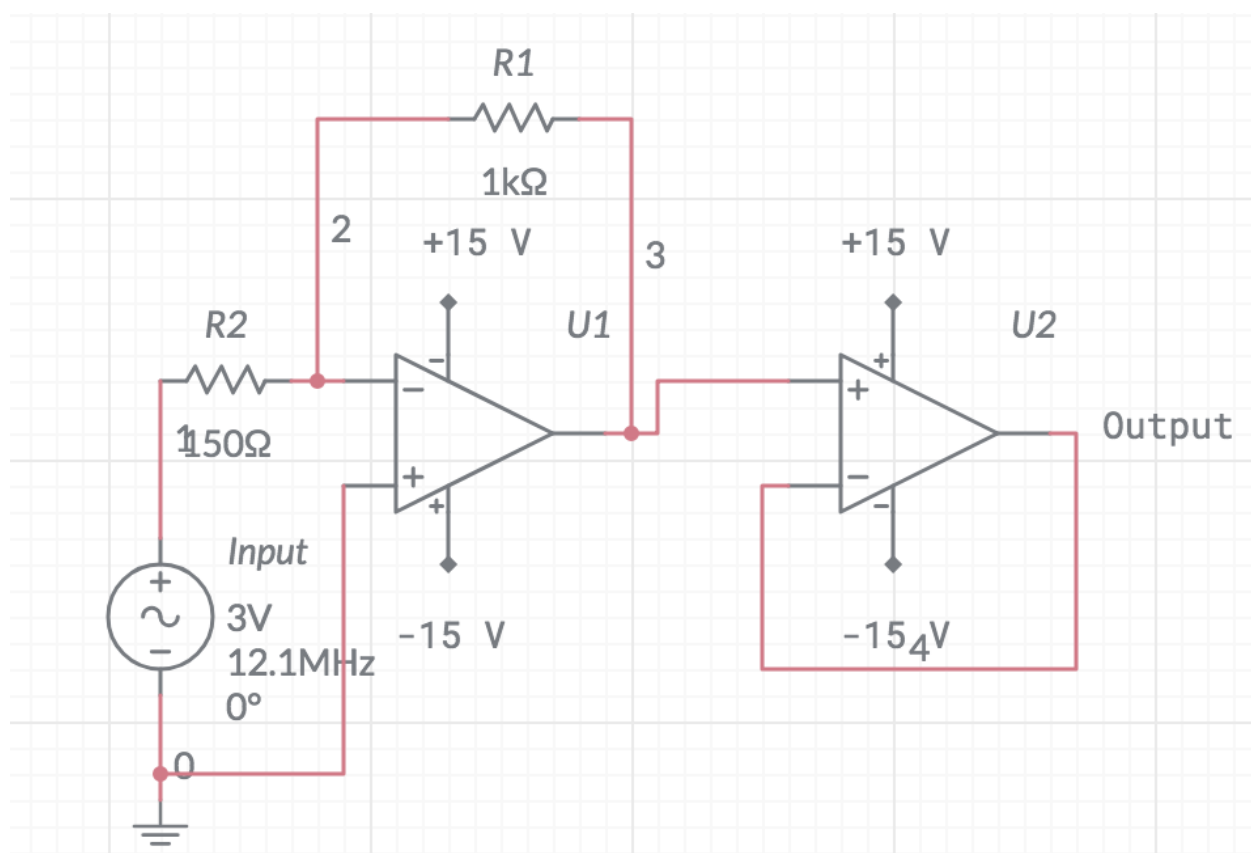 R1
1kΩ
2
+15 V
3
+15 V
R2
U1
U2
−
+
−
+
1
150Ω
Output
+
−
+
−
Input
+
3V
−
12.1MHz
0°
-15 V
-15 V
4
0